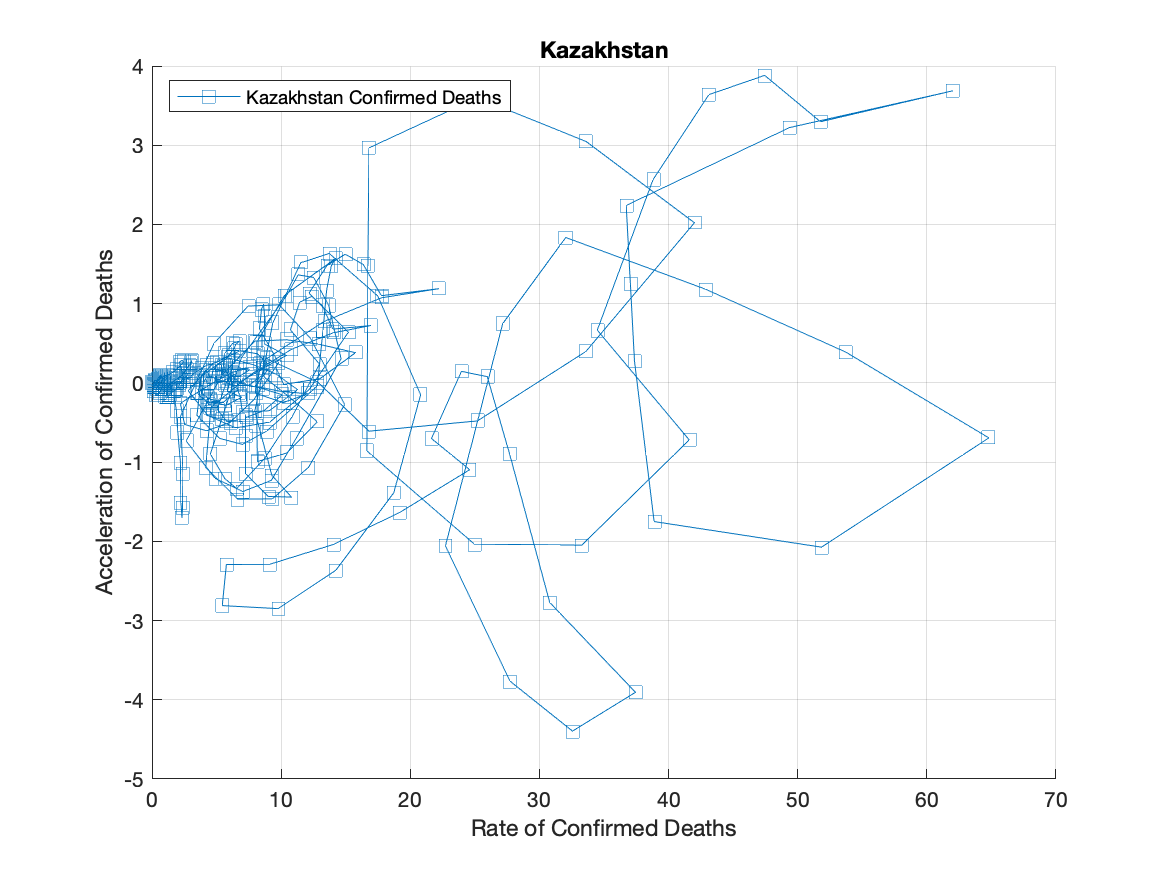 Kazakhstan
Kazakhstan Confirmed Deaths
4
3
2
1
0
-1
-2
-3
-4
-5
Acceleration of Confirmed Deaths
0 10 20 30 40 50 60 70
Rate of Confirmed Deaths